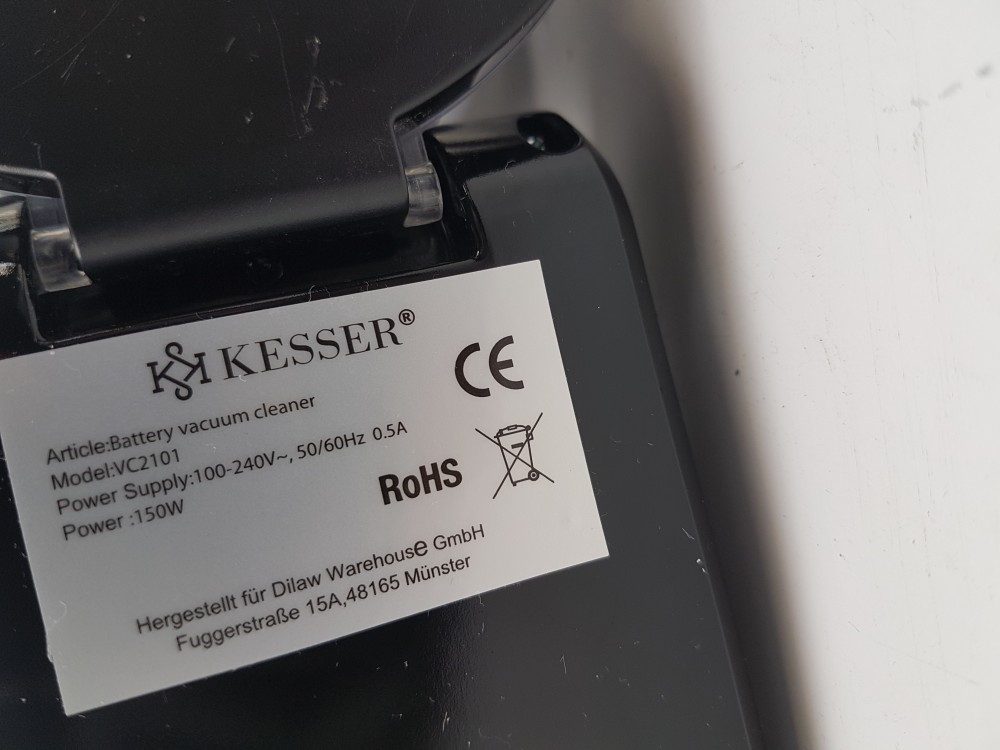 KESSER®
CE
Article:Battery vacuum cleaner
Model:VC2101
Power Supply:100-240V~, 50/60Hz 0.5A
Power :150W
RoHS
Hergestellt für Dilaw Warehouse GmbH
Fuggerstraße 15A,48165 Münster